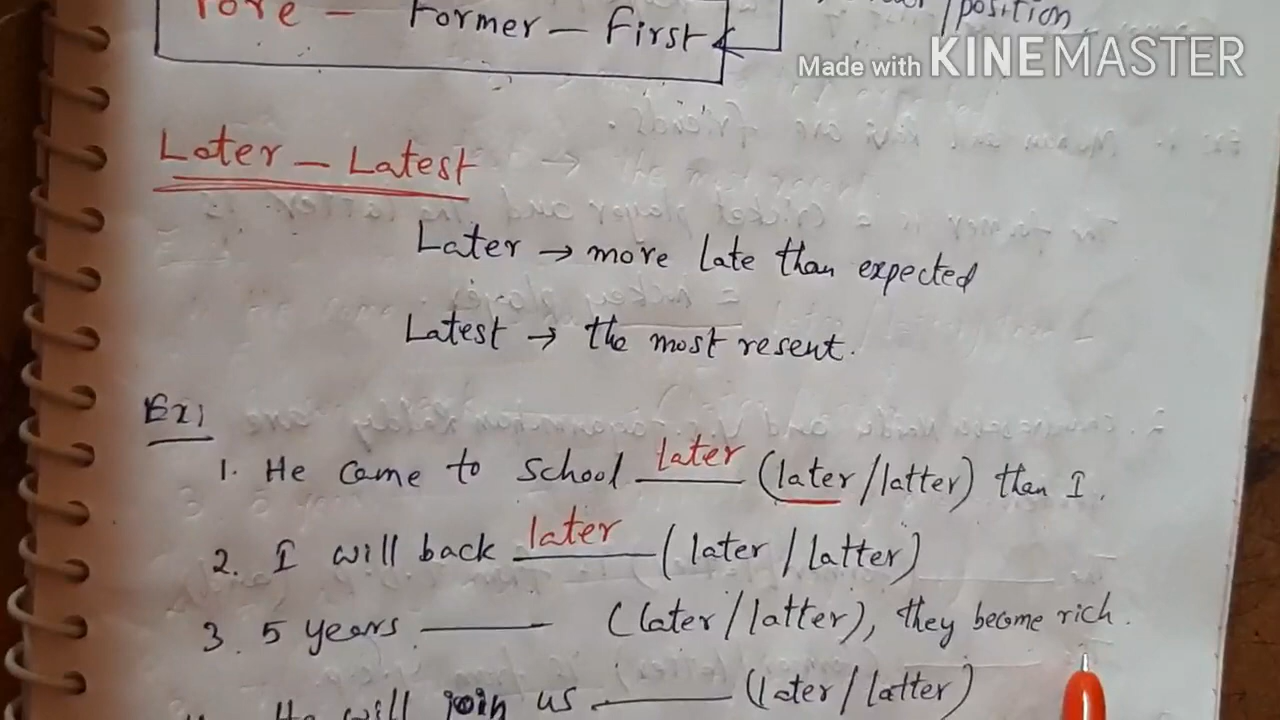 /position
Fore - Former - First
Made with KINEMASTER
Later - Latest
Later → more late than expected
Latest → the most resent.
Ex;
1. He came to school later (later/latter) than I.
2. I will back later (later/latter)
3. 5 years ______ (later/latter), they become rich.
He will join us ______ (later/latter)